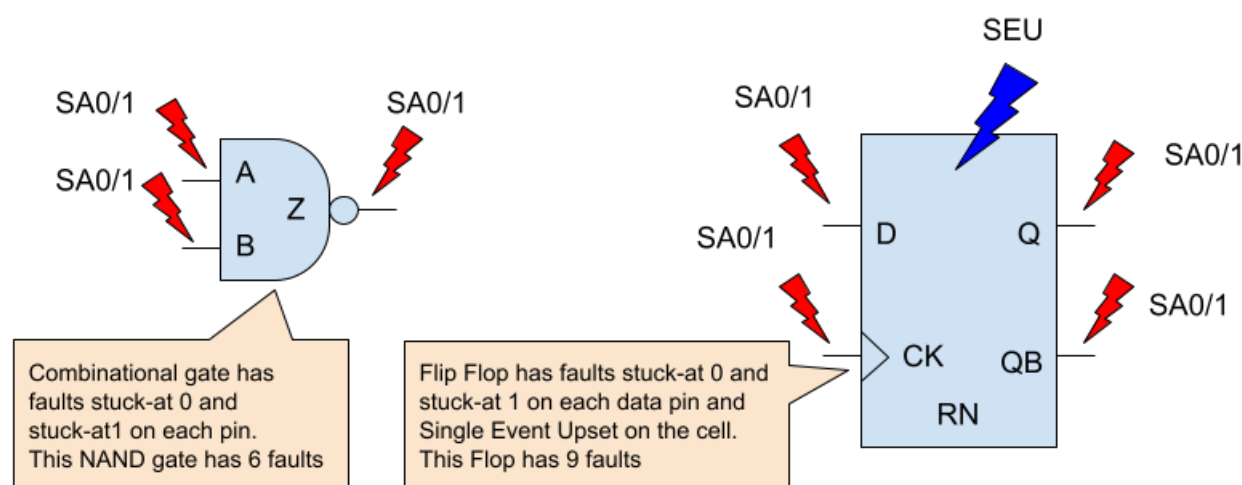 SEU
SA0/1
SA0/1
SA0/1
SA0/1
SA0/1
A
Z
B
SA0/1
SA0/1
D
Q
CK
QB
RN
Combinational gate has
faults stuck-at 0 and
stuck-at1 on each pin.
This NAND gate has 6 faults
Flip Flop has faults stuck-at 0 and
stuck-at 1 on each data pin and
Single Event Upset on the cell.
This Flop has 9 faults